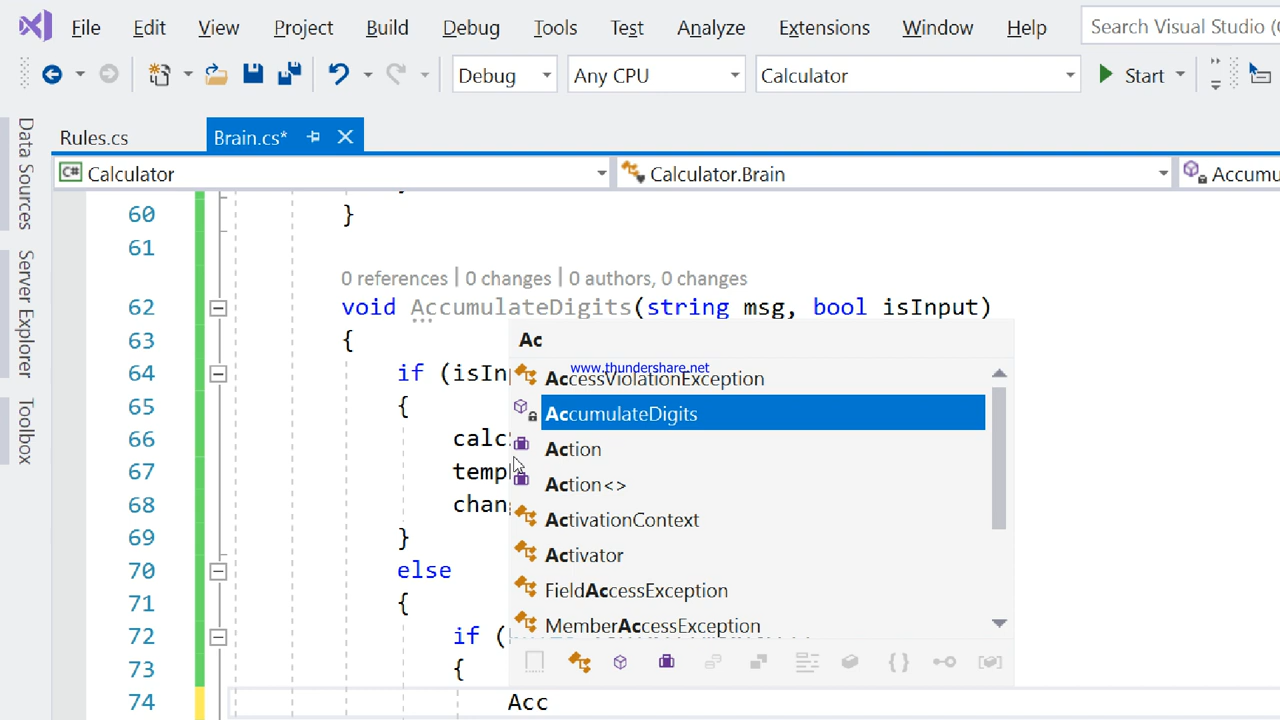 File Edit View Project Build Debug Tools Test Analyze Extensions Window Help Search Visual Studio (
Debug Any CPU Calculator Start
Data Sources
Server Explorer
Toolbox
Rules.cs Brain.cs*
C# Calculator Calculator.Brain Accumu
60 }
61
0 references | 0 changes | 0 authors, 0 changes
62 void AccumulateDigits(string msg, bool isInput)
63 {
64 if (isIn
65 {
66 calc
67 temp
68 chan
69 }
70 else
71 {
72 if (
73 {
74 Acc
Ac
www.thundershare.net
AccessViolationException
AccumulateDigits
Action
Action<>
ActivationContext
Activator
FieldAccessException
MemberAccessException